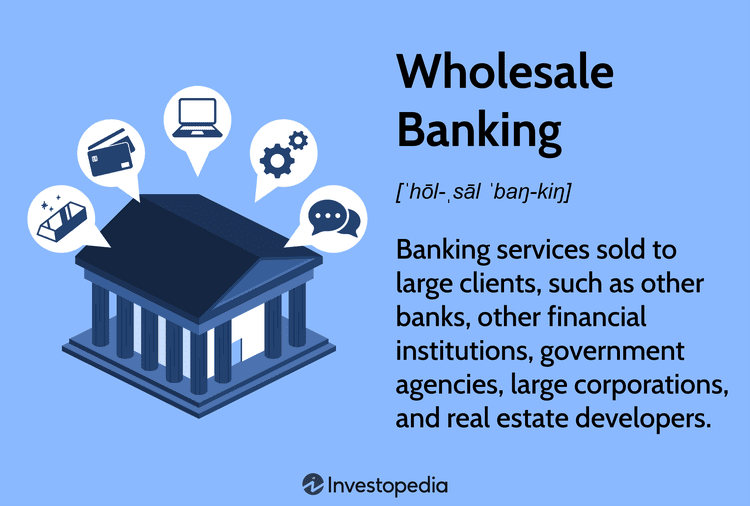 Wholesale
Banking
[ˈhōl-ˌsāl ˈbaŋ-kiŋ]
Banking services sold to
large clients, such as other
banks, other financial
institutions, government
agencies, large corporations,
and real estate developers.
Investopedia